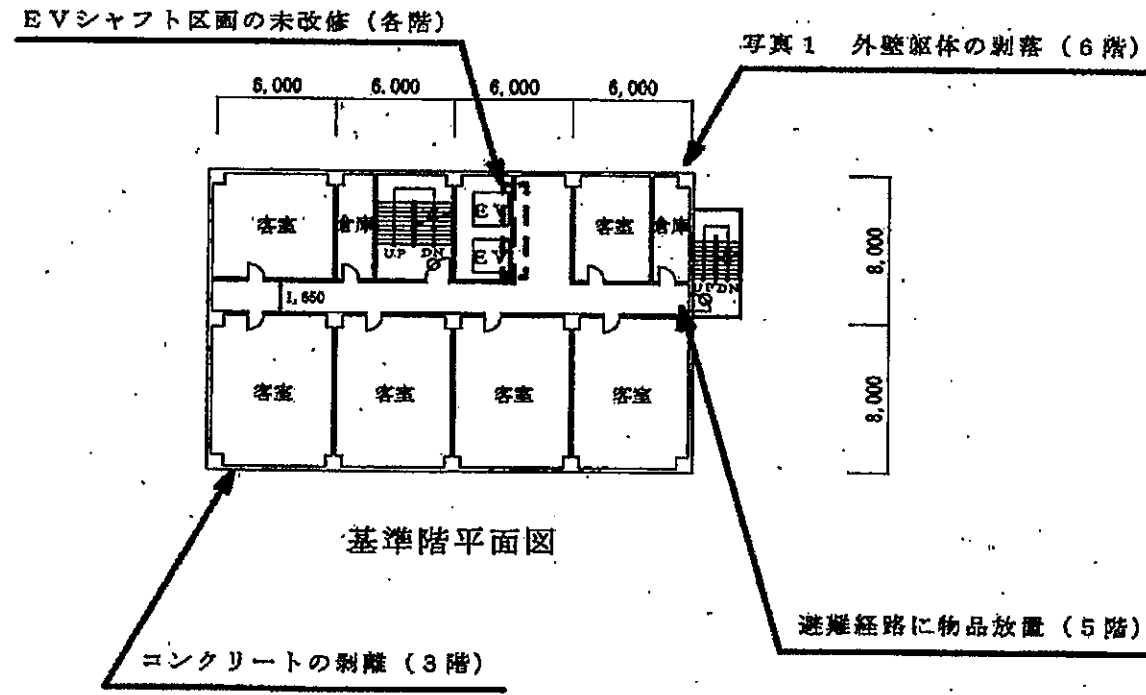 EVシャフト区画の未改修(各階)
写真1 外壁躯体の剥落(6階)
6,000 6,000 6,000 6,000
客室 倉庫 EV 客室 倉庫
EV
UP DN
UP DN
1,650
8,000
8,000
客室 客室 客室 客室
基準階平面図
避難経路に物品放置(5階)
コンクリートの剥離(3階)